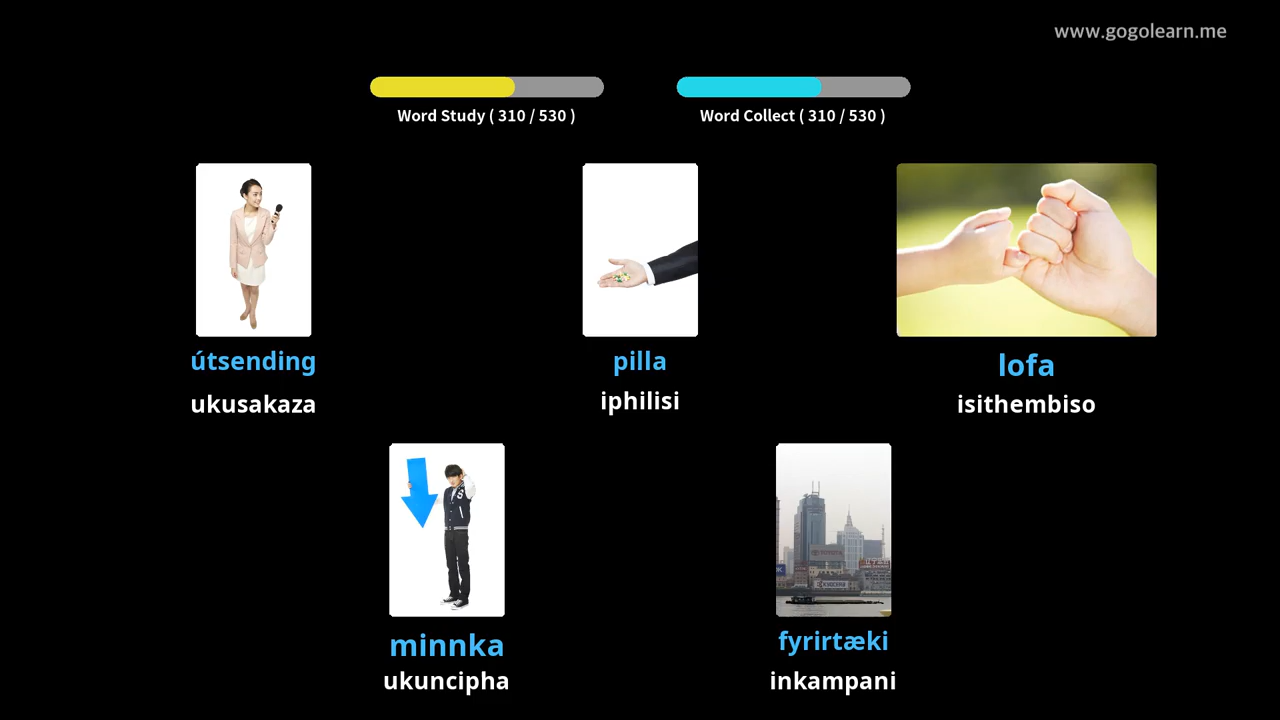 www.gogolearn.me
Word Study ( 310 / 530 )
Word Collect ( 310 / 530 )
útsending
ukusakaza
pilla
iphilisi
lofa
isithembiso
S
TOYOTA
minnka
ukuncipha
fyrirtæki
inkampani